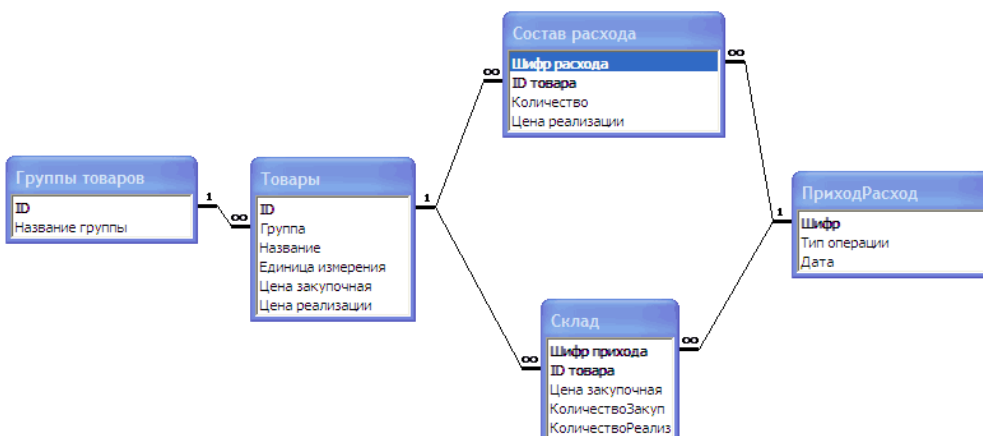 Группы товаров
ID
Название группы
1
∞
Товары
ID
Группа
Название
Единица измерения
Цена закупочная
Цена реализации
1
∞
Состав расхода
Шифр расхода
ID товара
Количество
Цена реализации
∞
∞
Склад
Шифр прихода
ID товара
Цена закупочная
КоличествоЗакуп
КоличествоРеализ
∞
1
ПриходРасход
Шифр
Тип операции
Дата